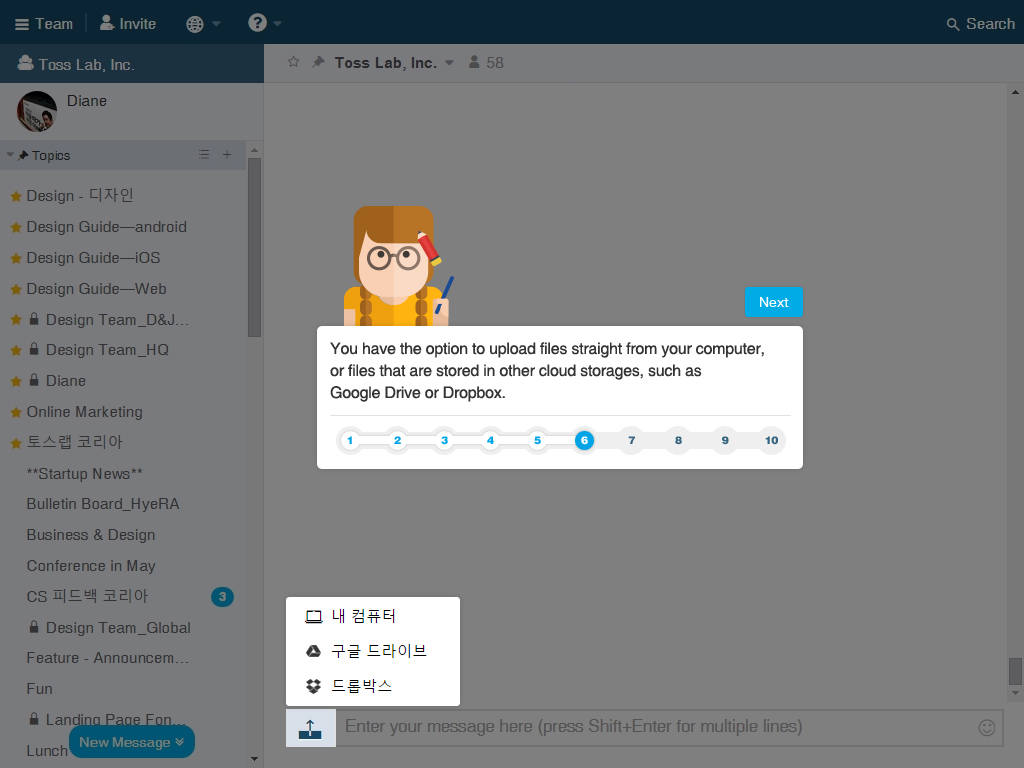 Team
Invite
Search
Toss Lab, Inc.
Toss Lab, Inc.
58
Diane
Topics
Design - 디자인
Design Guide—android
Design Guide—iOS
Design Guide—Web
Design Team_D&J...
Design Team_HQ
Diane
Online Marketing
토스랩 코리아
**Startup News**
Bulletin Board_HyeRA
Business & Design
Conference in May
CS 피드백 코리아
3
Design Team_Global
Feature - Announcem...
Fun
Landing Page Fon...
Lunch
New Message
Next
You have the option to upload files straight from your computer,
or files that are stored in other cloud storages, such as
Google Drive or Dropbox.
1 2 3 4 5 6 7 8 9 10
내 컴퓨터
구글 드라이브
드롭박스
Enter your message here (press Shift+Enter for multiple lines)